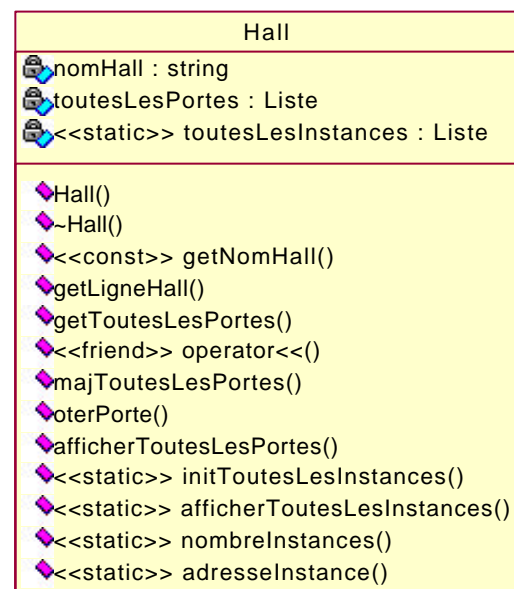 Hall
nomHall : string
toutesLesPortes : Liste
<<static>> toutesLesInstances : Liste
Hall()
~Hall()
<<const>> getNomHall()
getLigneHall()
getToutesLesPortes()
<<friend>> operator<<()
majToutesLesPortes()
oterPorte()
afficherToutesLesPortes()
<<static>> initToutesLesInstances()
<<static>> afficherToutesLesInstances()
<<static>> nombreInstances()
<<static>> adresseInstance()